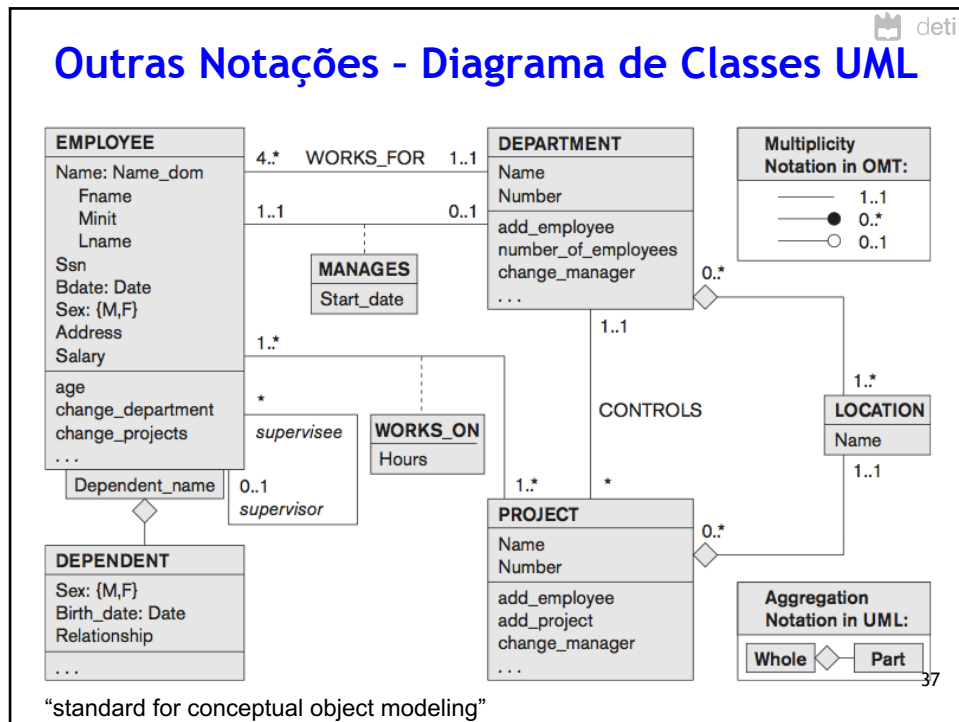 deti
Outras Notações – Diagrama de Classes UML
EMPLOYEE
Name: Name_dom
Fname
Minit
Lname
Ssn
Bdate: Date
Sex: {M,F}
Address
Salary
age
change_department
change_projects
. . .
Dependent_name
DEPENDENT
Sex: {M,F}
Birth_date: Date
Relationship
. . .
4..* WORKS_FOR 1..1
1..1 0..1
MANAGES
Start_date
1..*
*
supervisee
0..1
supervisor
WORKS_ON
Hours
1..* *
DEPARTMENT
Name
Number
add_employee
number_of_employees
change_manager
. . .
0..*
1..1
CONTROLS
PROJECT
Name
Number
add_employee
add_project
change_manager
. . .
0..*
Multiplicity
Notation in OMT:
1..1
0..*
0..1
1..*
LOCATION
Name
1..1
Aggregation
Notation in UML:
Whole Part
37
“standard for conceptual object modeling”